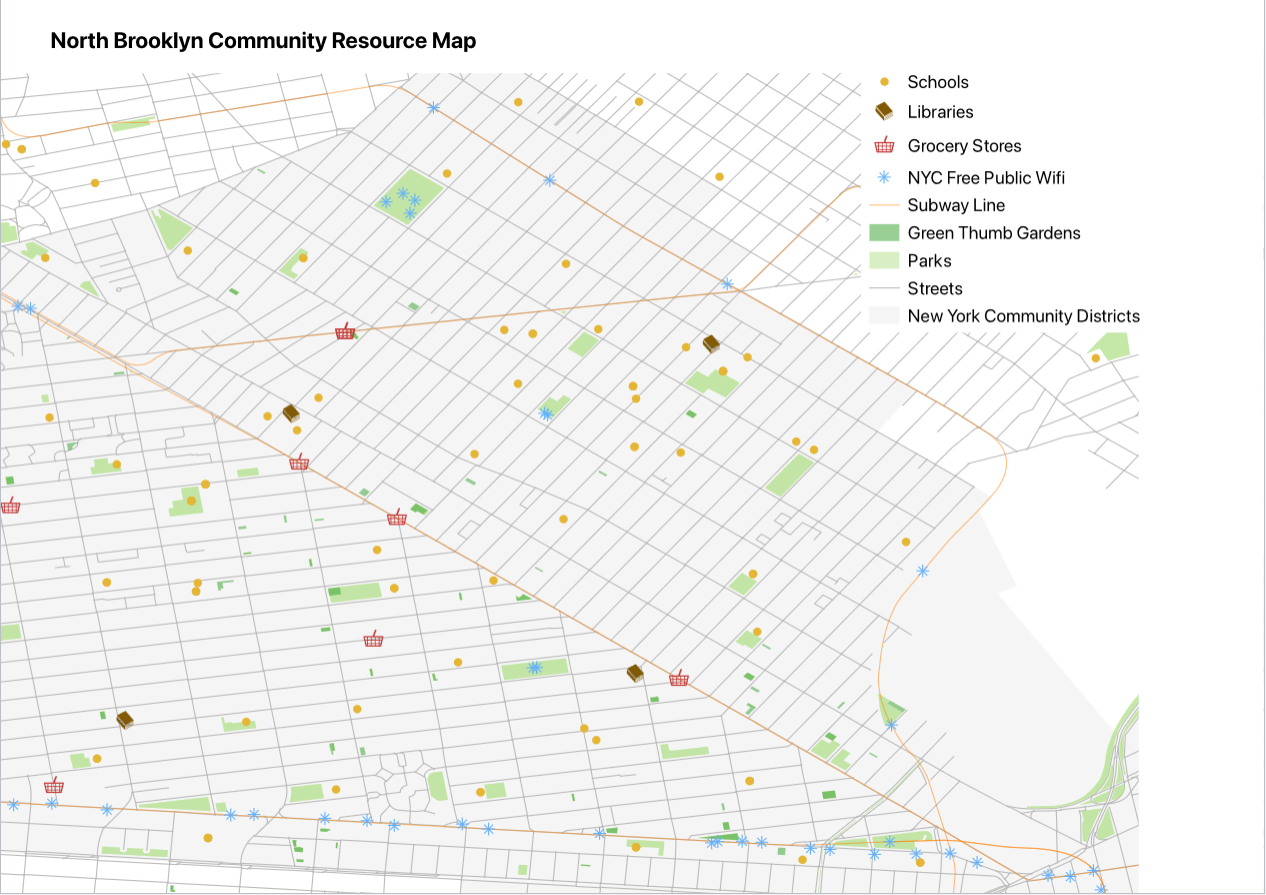 North Brooklyn Community Resource Map
Schools
Libraries
Grocery Stores
NYC Free Public Wifi
Subway Line
Green Thumb Gardens
Parks
Streets
New York Community Districts